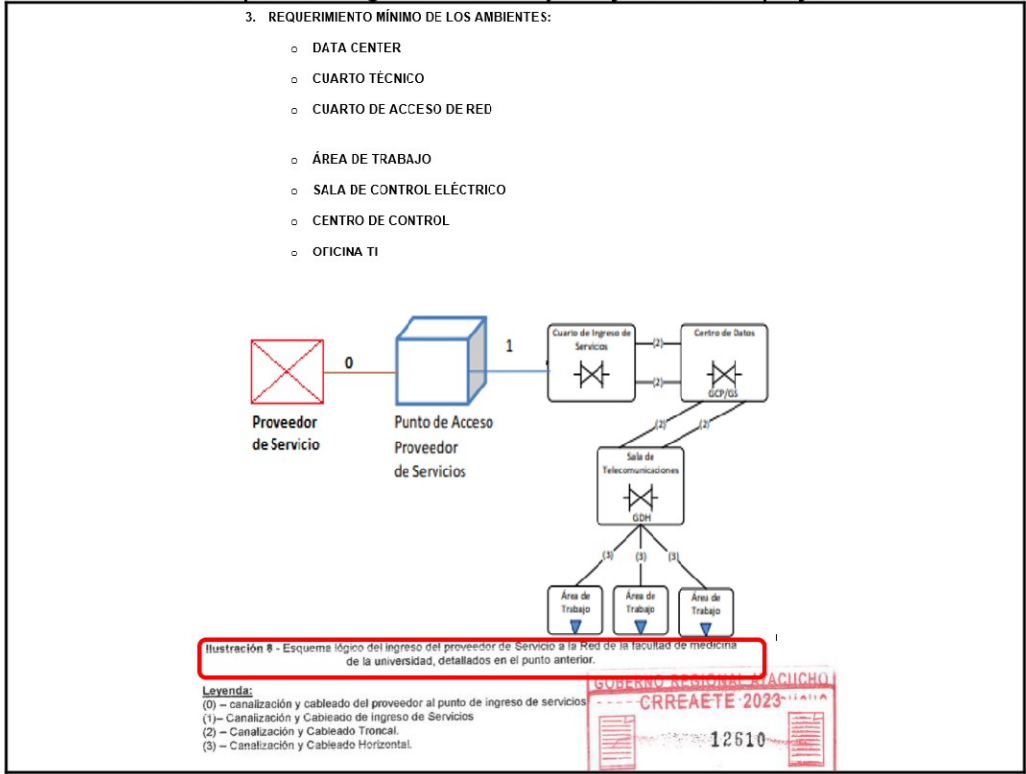 3. REQUERIMIENTO MÍNIMO DE LOS AMBIENTES:
o DATA CENTER
o CUARTO TÉCNICO
o CUARTO DE ACCESO DE RED
o ÁREA DE TRABAJO
o SALA DE CONTROL ELÉCTRICO
o CENTRO DE CONTROL
o OFICINA TI
0
1
Proveedor
de Servicio
Punto de Acceso
Proveedor
de Servicios
Cuarto de Ingreso de
Servicios
(2)
(2)
Centro de Datos
GCP/GS
(2)
(2)
Sala de
Telecomunicaciones
GDH
(3)
(3)
(3)
Área de
Trabajo
Área de
Trabajo
Área de
Trabajo
Ilustración 8 - Esquema lógico del ingreso del proveedor de Servicio a la Red de la facultad de medicina
de la universidad, detallados en el punto anterior.
Leyenda:
(0) – canalización y cableado del proveedor al punto de ingreso de servicios
(1)– Canalización y Cableado de ingreso de Servicios
(2) – Canalización y Cableado Troncal.
(3) – Canalización y Cableado Horizontal.
GOBERNO REGIONAL AYACUCHO
CRREAETE 2023
12610